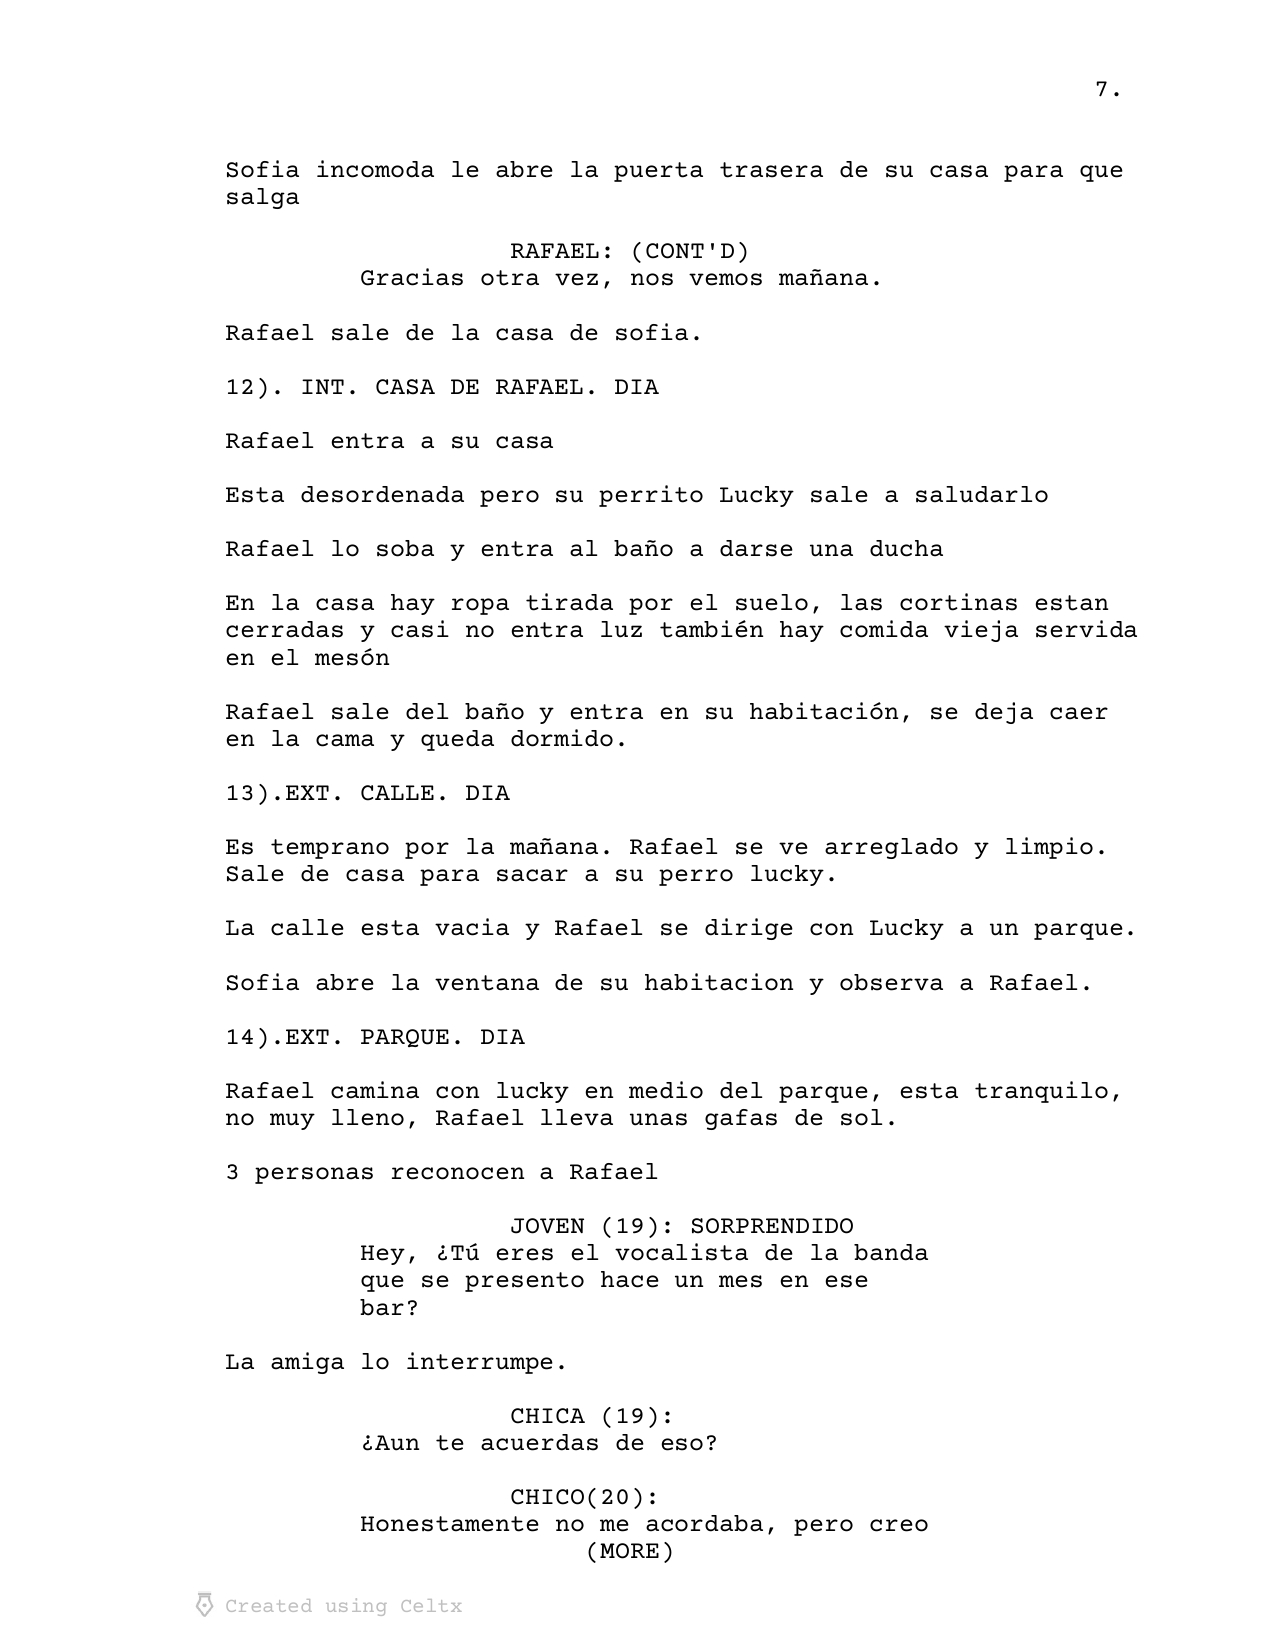 7.
Sofia incomoda le abre la puerta trasera de su casa para que
salga
RAFAEL: (CONT'D)
Gracias otra vez, nos vemos mañana.
Rafael sale de la casa de sofia.
12). INT. CASA DE RAFAEL. DIA
Rafael entra a su casa
Esta desordenada pero su perrito Lucky sale a saludarlo
Rafael lo soba y entra al baño a darse una ducha
En la casa hay ropa tirada por el suelo, las cortinas estan
cerradas y casi no entra luz también hay comida vieja servida
en el mesón
Rafael sale del baño y entra en su habitación, se deja caer
en la cama y queda dormido.
13).EXT. CALLE. DIA
Es temprano por la mañana. Rafael se ve arreglado y limpio.
Sale de casa para sacar a su perro lucky.
La calle esta vacia y Rafael se dirige con Lucky a un parque.
Sofia abre la ventana de su habitacion y observa a Rafael.
14).EXT. PARQUE. DIA
Rafael camina con lucky en medio del parque, esta tranquilo,
no muy lleno, Rafael lleva unas gafas de sol.
3 personas reconocen a Rafael
JOVEN (19): SORPRENDIDO
Hey, ¿Tú eres el vocalista de la banda
que se presento hace un mes en ese
bar?
La amiga lo interrumpe.
CHICA (19):
¿Aun te acuerdas de eso?
CHICO(20):
Honestamente no me acordaba, pero creo
(MORE)
Created using Celtx